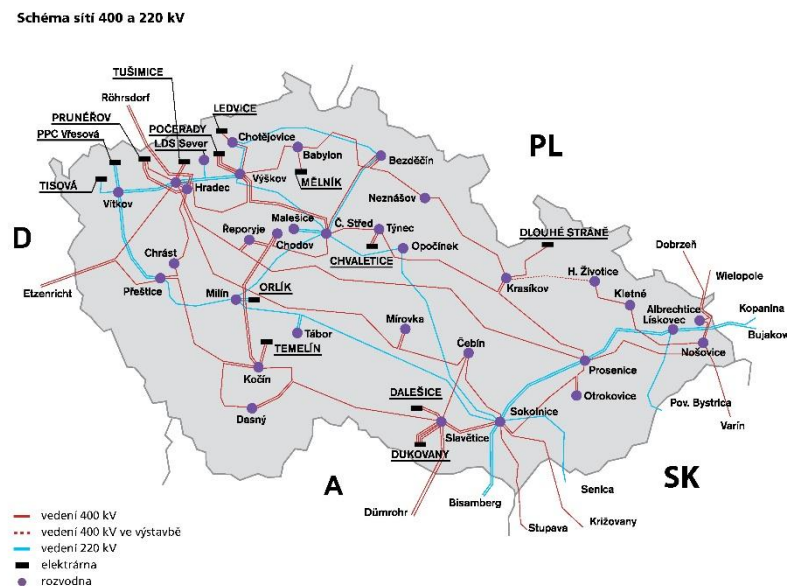 Schéma sítí 400 a 220 kV
TUŠIMICE
Röhrsdorf
LEDVICE
PRUNÉŘOV
POČERADY
Chotějovice
PPC Vřesová
LDS Sever
Babylon
Bezděčín
PL
TISOVÁ
Výškov
MĚLNÍK
Neznášov
Vítkov
Hradec
Malešice
Č. Střed
Týnec
D
Řeporyje
Chodov
Opočínek
DLOUHÉ STRÁNĚ
Dobrzeń
Chrást
CHVALETICE
Wielopole
Etzenricht
Krasíkov
H. Životice
Přeštice
Milín
ORLÍK
Kletné
Albrechtice
Kopanina
Lískovec
Bujakow
Mírovka
Tábor
Nošovice
TEMELÍN
Čebín
Prosenice
Kočín
DALEŠICE
Otrokovice
Pov. Bystrica
Dasný
Sokolnice
Varín
Slavětice
DUKOVANY
SK
A
Senica
Bisamberg
Dürnrohr
Križovany
Stupava
vedení 400 kV
vedení 400 kV ve výstavbě
vedení 220 kV
elektrárna
rozvodna